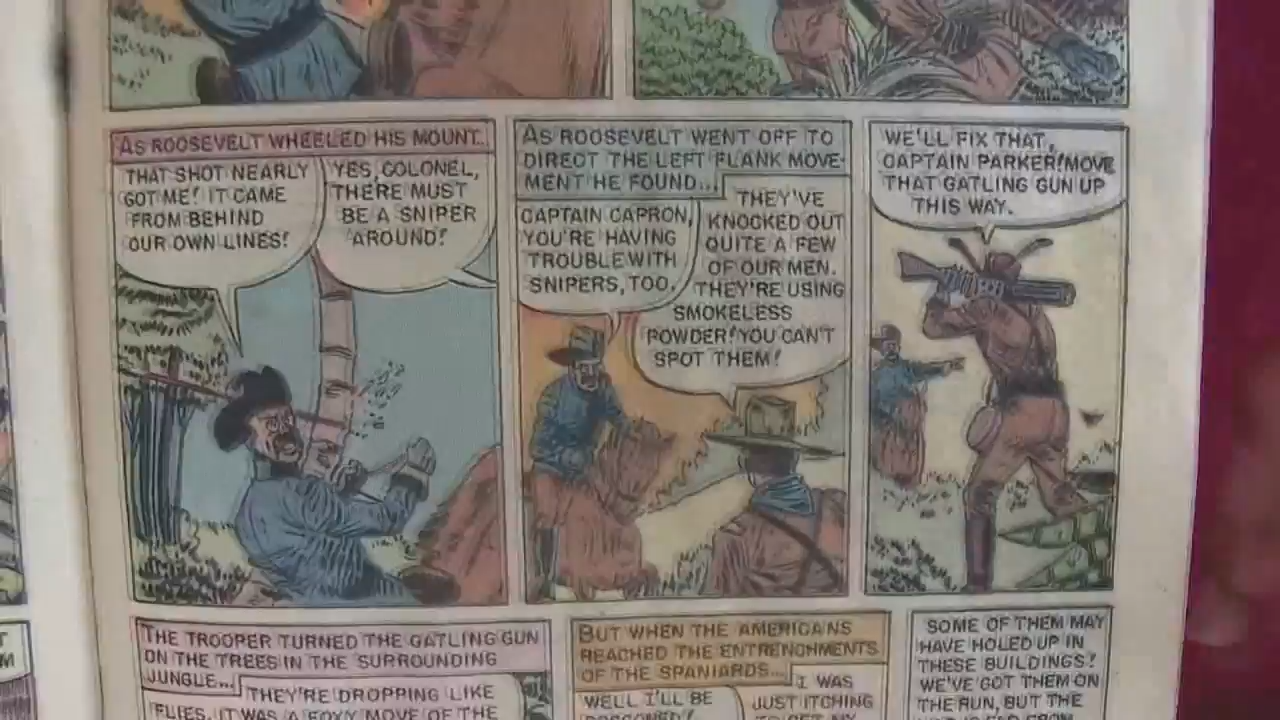 AS ROOSEVELT WHEELED HIS MOUNT...
THAT SHOT NEARLY
GOT ME! IT CAME
FROM BEHIND
OUR OWN LINES!
YES, COLONEL,
THERE MUST
BE A SNIPER
AROUND!
AS ROOSEVELT WENT OFF TO
DIRECT THE LEFT FLANK MOVE-
MENT HE FOUND...
CAPTAIN CAPRON,
YOU'RE HAVING
TROUBLE WITH
SNIPERS, TOO.
THEY'VE
KNOCKED OUT
QUITE A FEW
OF OUR MEN.
THEY'RE USING
SMOKELESS
POWDER! YOU CAN'T
SPOT THEM!
WE'LL FIX THAT,
CAPTAIN PARKER! MOVE
THAT GATLING GUN UP
THIS WAY.
THE TROOPER TURNED THE GATLING GUN
ON THE TREES IN THE SURROUNDING
JUNGLE...
THEY'RE DROPPING LIKE
FLIES. IT WAS A FOXY MOVE OF THE
BUT WHEN THE AMERICANS
REACHED THE ENTRENCHMENTS
OF THE SPANIARDS...
WELL I'LL BE
I WAS
JUST ITCHING
SOME OF THEM MAY
HAVE HOLED UP IN
THESE BUILDINGS!
WE'VE GOT THEM ON
THE RUN, BUT THE